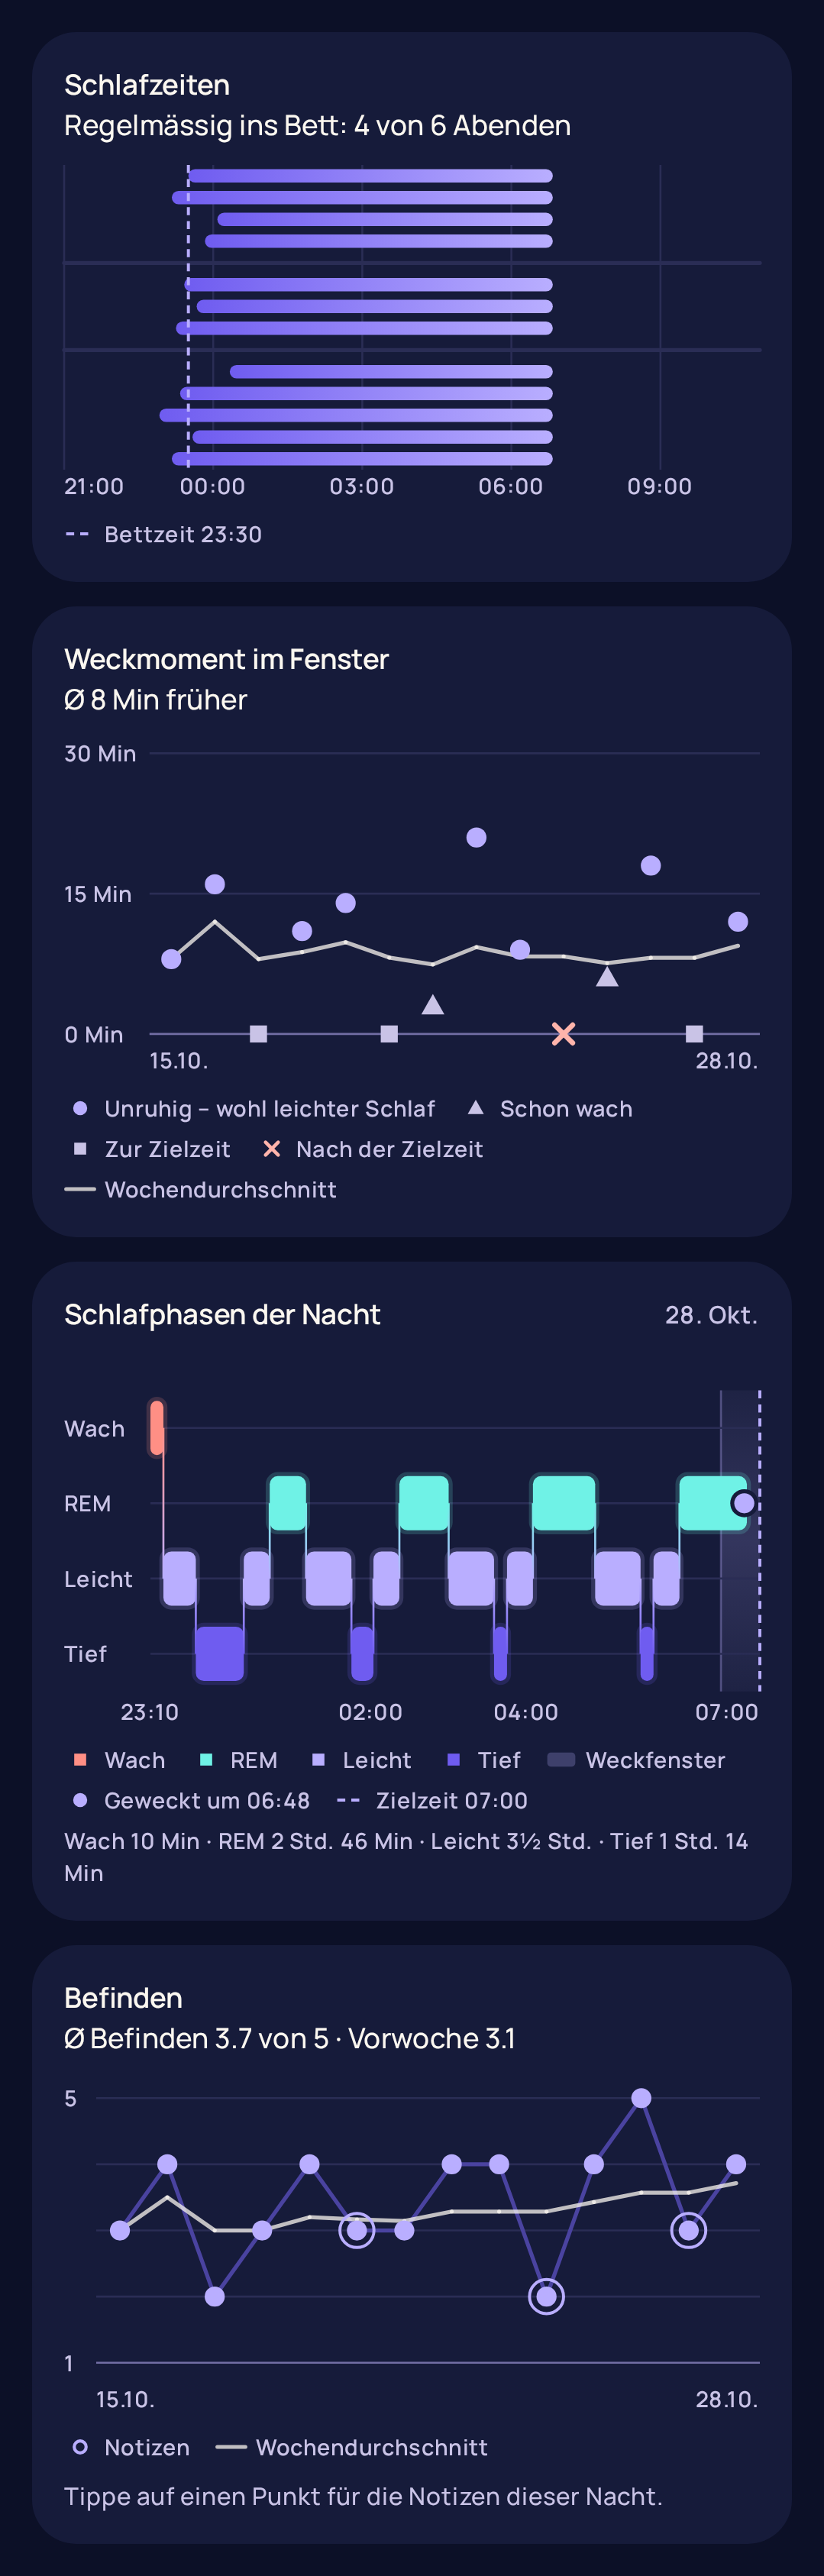 Schlafzeiten
Regelmässig ins Bett: 4 von 6 Abenden
21:00 00:00 03:00 06:00 09:00
Bettzeit 23:30
Weckmoment im Fenster
Ø 8 Min früher
30 Min
15 Min
0 Min
15.10. 28.10.
Unruhig – wohl leichter Schlaf Schon wach
Zur Zielzeit Nach der Zielzeit
Wochendurchschnitt
Schlafphasen der Nacht 28. Okt.
Wach
REM
Leicht
Tief
23:10 02:00 04:00 07:00
Wach REM Leicht Tief Weckfenster
Geweckt um 06:48 Zielzeit 07:00
Wach 10 Min · REM 2 Std. 46 Min · Leicht 3½ Std. · Tief 1 Std. 14
Min
Befinden
Ø Befinden 3.7 von 5 · Vorwoche 3.1
5
1
15.10. 28.10.
Notizen Wochendurchschnitt
Tippe auf einen Punkt für die Notizen dieser Nacht.